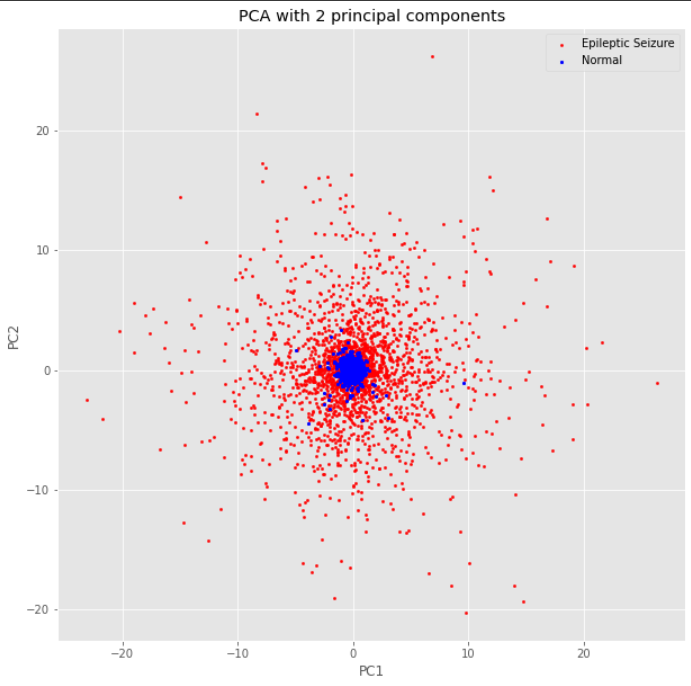 PCA with 2 principal components
Epileptic Seizure
Normal
PC2
20
10
0
−10
−20
−20
−10
0
10
20
PC1